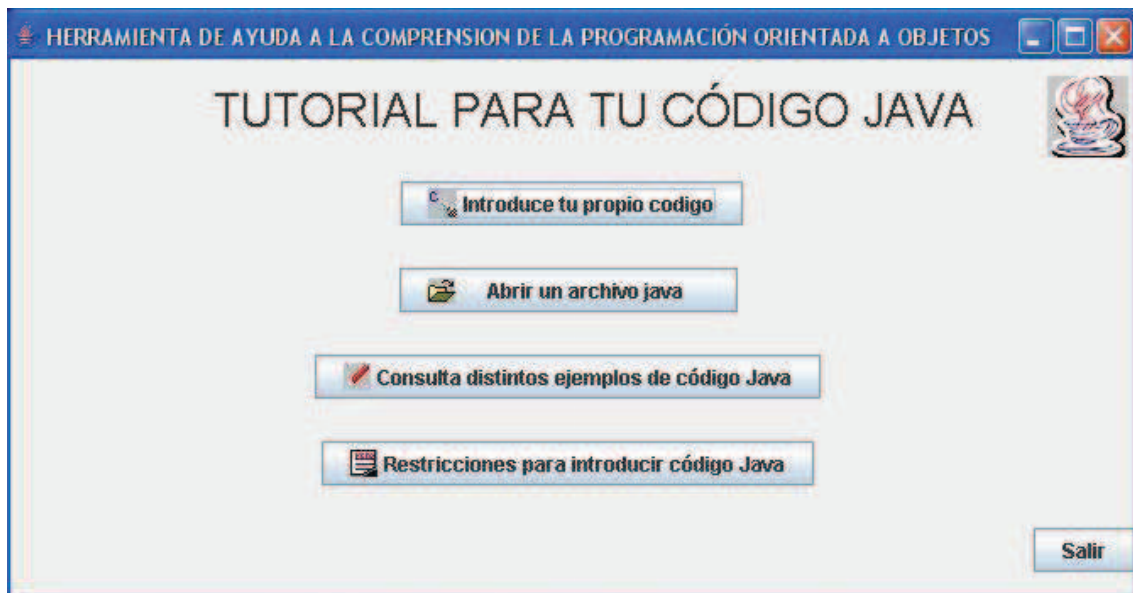 HERRAMIENTA DE AYUDA A LA COMPRENSION DE LA PROGRAMACIÓN ORIENTADA A OBJETOS
TUTORIAL PARA TU CÓDIGO JAVA
Introduce tu propio codigo
Abrir un archivo java
Consulta distintos ejemplos de código Java
Restricciones para introducir código Java
Salir